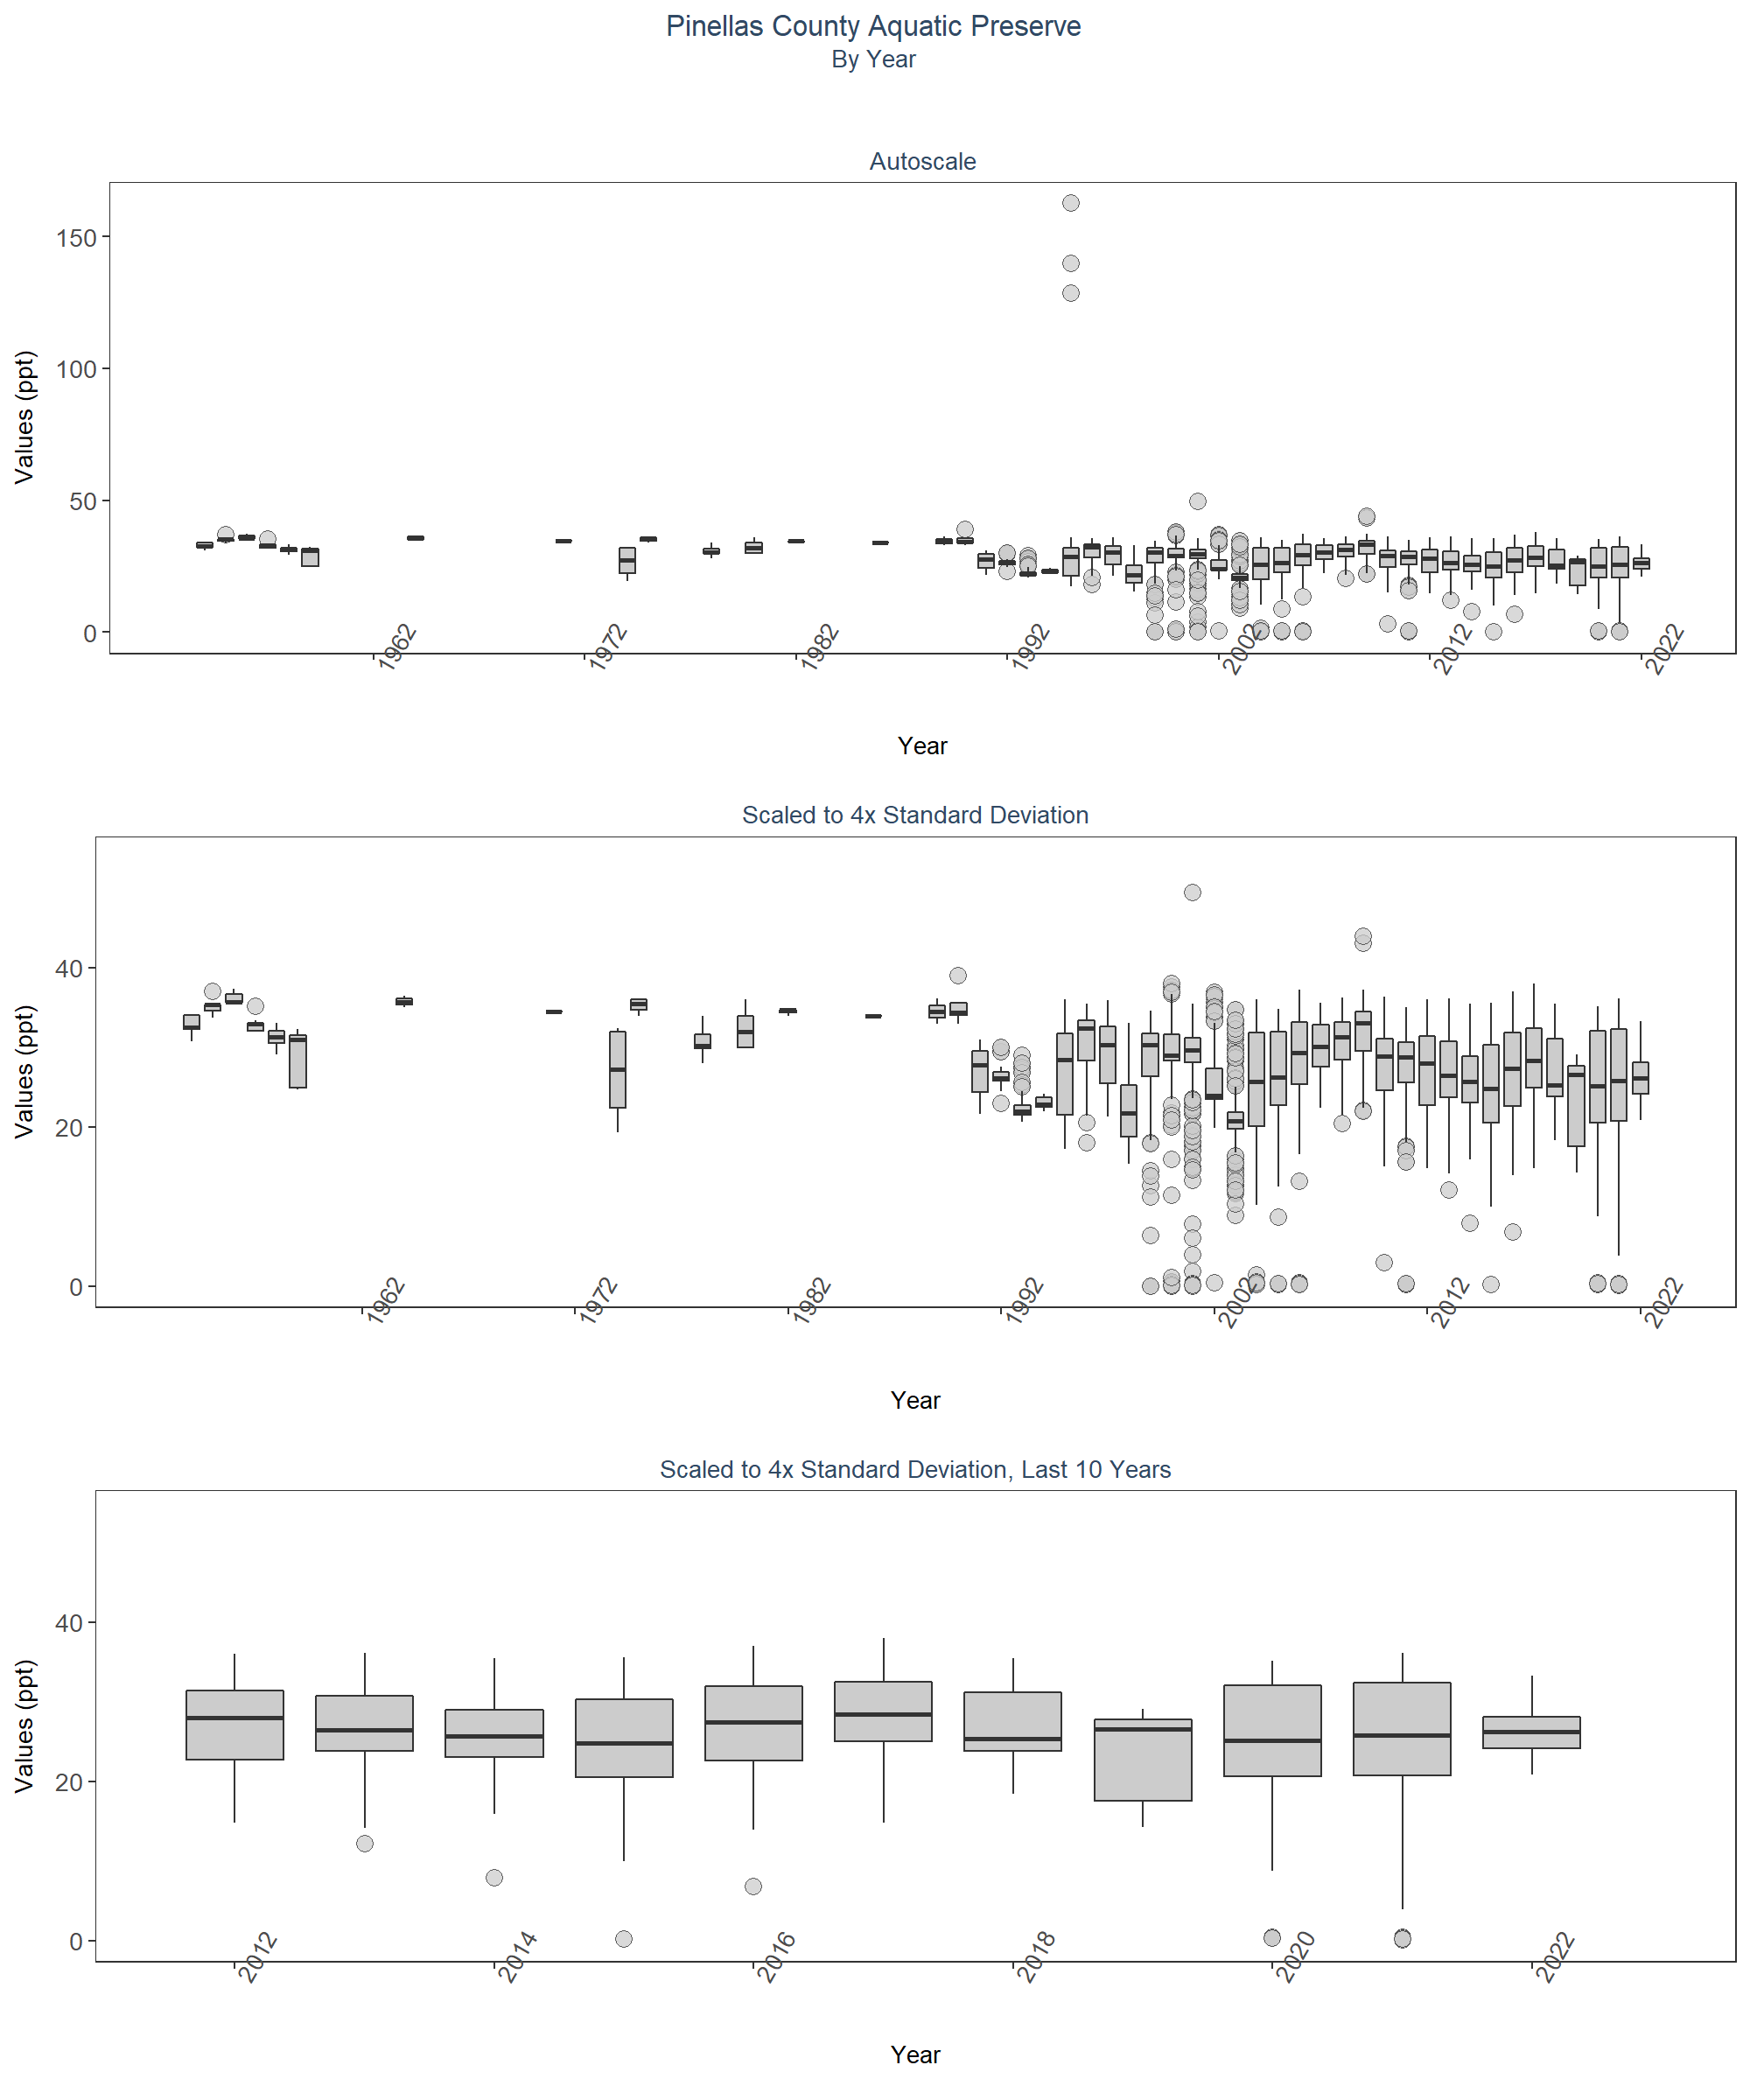 Pinellas County Aquatic Preserve
By Year
Autoscale
Values (ppt)
150
100
50
0
1962
1972
1982
1992
2002
2012
2022
Year
Scaled to 4x Standard Deviation
Values (ppt)
40
20
0
1962
1972
1982
1992
2002
2012
2022
Year
Scaled to 4x Standard Deviation, Last 10 Years
Values (ppt)
40
20
0
2012
2014
2016
2018
2020
2022
Year